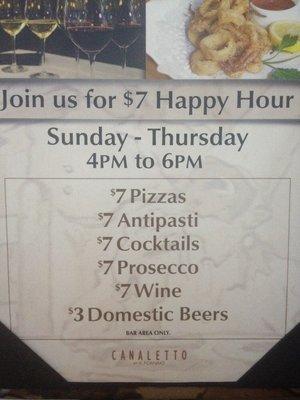 Join us for $7 Happy Hour
Sunday - Thursday
4PM to 6PM
$7 Pizzas
$7 Antipasti
$7 Cocktails
$7 Prosecco
$7 Wine
$3 Domestic Beers
BAR AREA ONLY.
CANALETTO